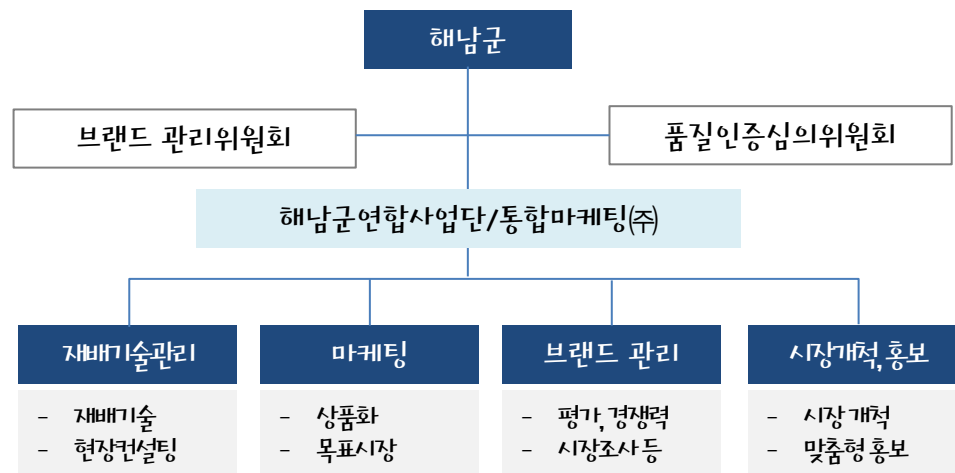 해남군
브랜드 관리위원회
품질인증심의위원회
해남군연합사업단/통합마케팅㈜
재배기술관리
마케팅
브랜드 관리
시장개척, 홍보
- 재배기술
- 현장컨설팅
- 상품화
- 목표시장
- 평가, 경쟁력
- 시장조사 등
- 시장 개척
- 맞춤형 홍보